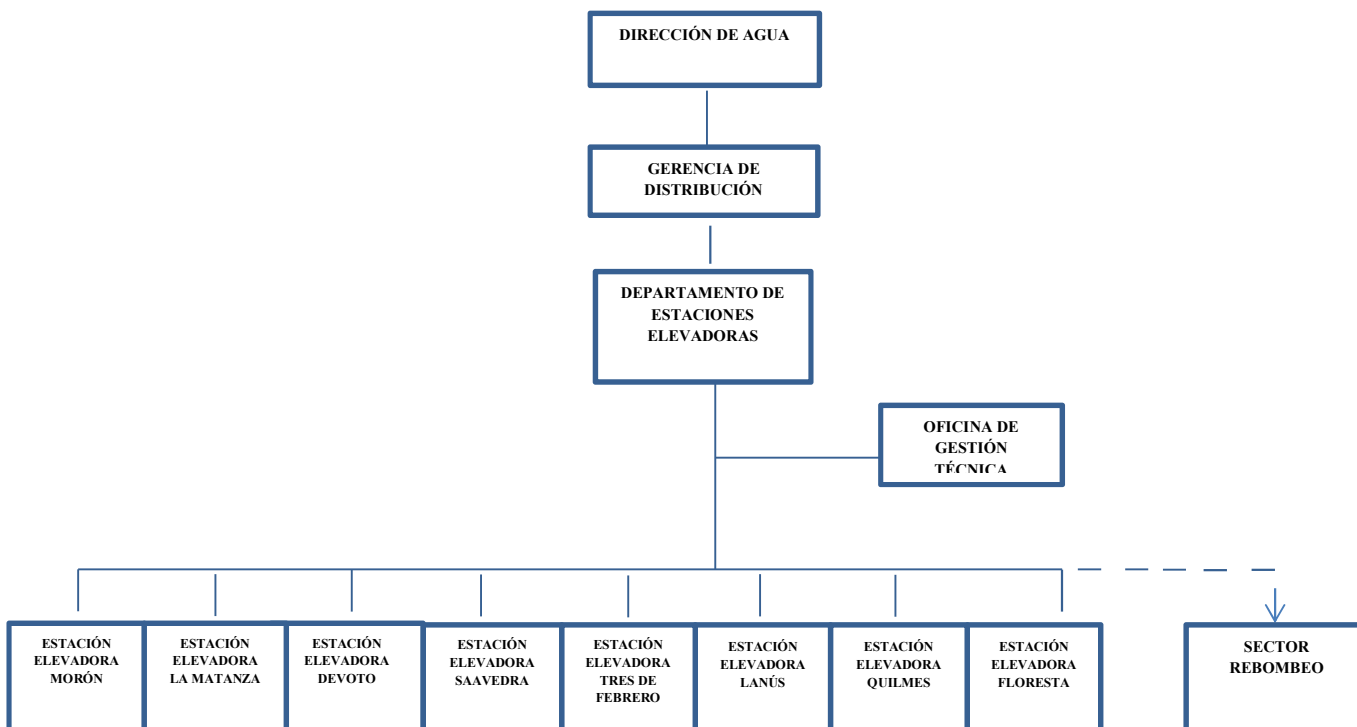 DIRECCIÓN DE AGUA
GERENCIA DE
DISTRIBUCIÓN
DEPARTAMENTO DE
ESTACIONES
ELEVADORAS
OFICINA DE
GESTIÓN
TÉCNICA
ESTACIÓN
ELEVADORA
MORÓN
ESTACIÓN
ELEVADORA
LA MATANZA
ESTACIÓN
ELEVADORA
DEVOTO
ESTACIÓN
ELEVADORA
SAAVEDRA
ESTACIÓN
ELEVADORA
TRES DE
FEBRERO
ESTACIÓN
ELEVADORA
LANÚS
ESTACIÓN
ELEVADORA
QUILMES
ESTACIÓN
ELEVADORA
FLORESTA
SECTOR
REBOMBEO